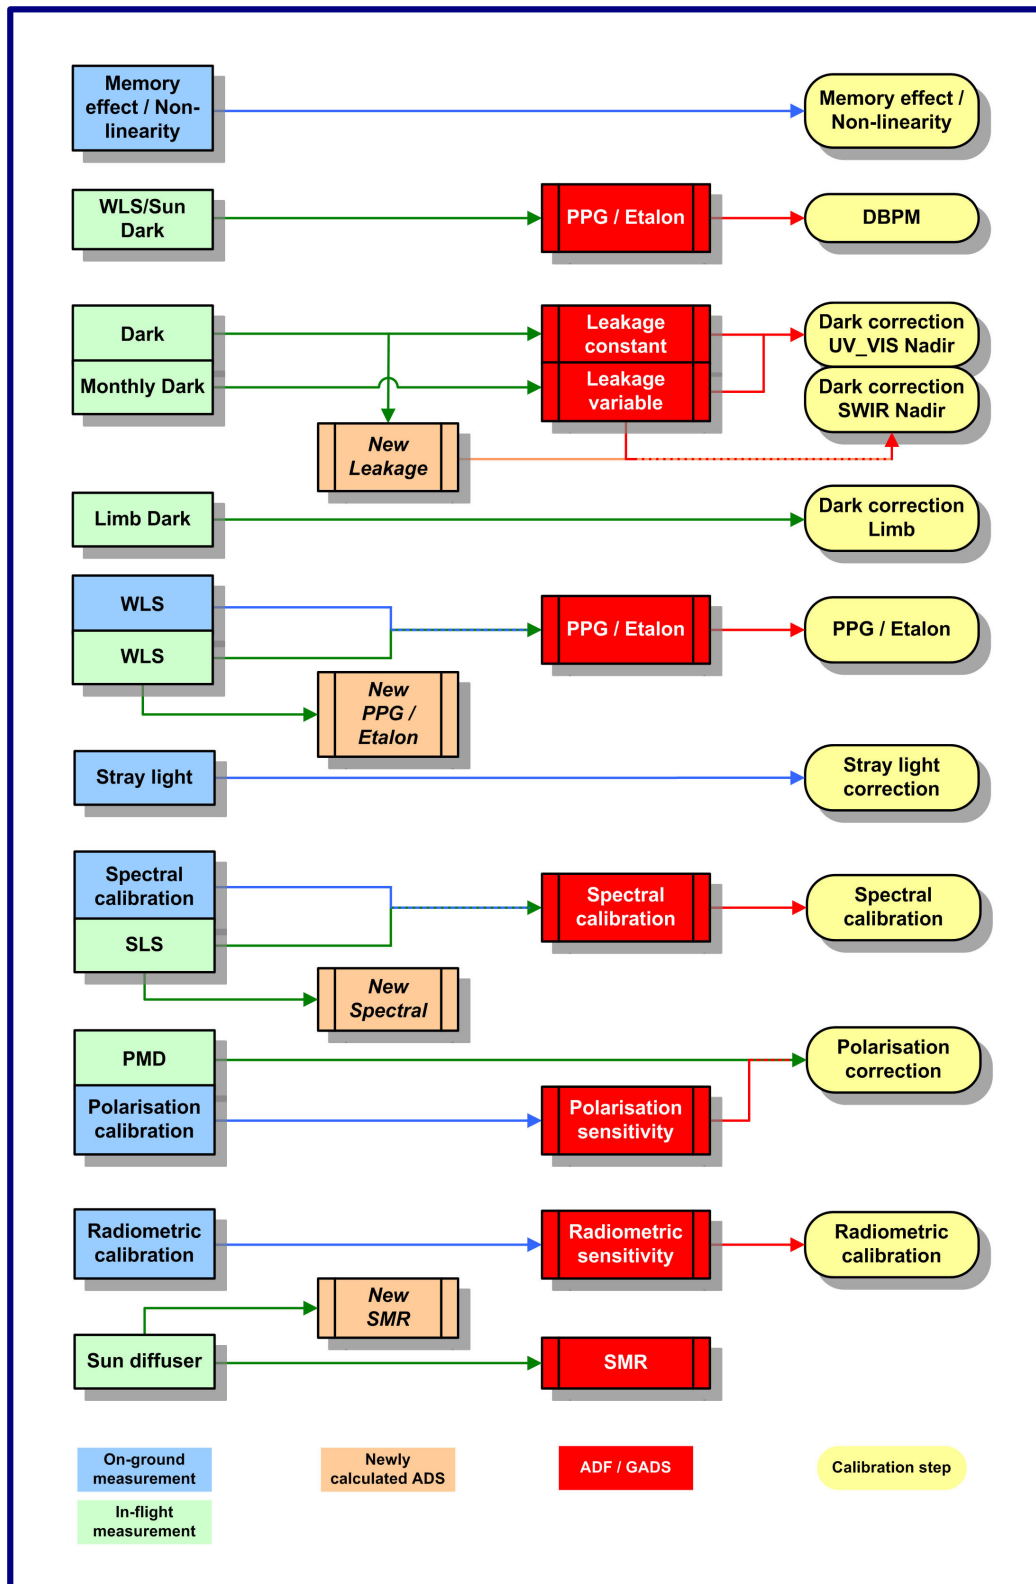 Memory
effect / Non-
linearity
Memory effect /
Non-linearity
WLS/Sun
Dark
PPG / Etalon
DBPM
Dark
Leakage
constant
Dark correction
UV_VIS Nadir
Monthly Dark
Leakage
variable
Dark correction
SWIR Nadir
New
Leakage
Limb Dark
Dark correction
Limb
WLS
WLS
PPG / Etalon
PPG / Etalon
New
PPG /
Etalon
Stray light
Stray light
correction
Spectral
calibration
SLS
Spectral
calibration
Spectral
calibration
New
Spectral
PMD
Polarisation
correction
Polarisation
calibration
Polarisation
sensitivity
Radiometric
calibration
Radiometric
sensitivity
Radiometric
calibration
New
SMR
Sun diffuser
SMR
On-ground
measurement
Newly
calculated ADS
ADF / GADS
Calibration step
In-flight
measurement